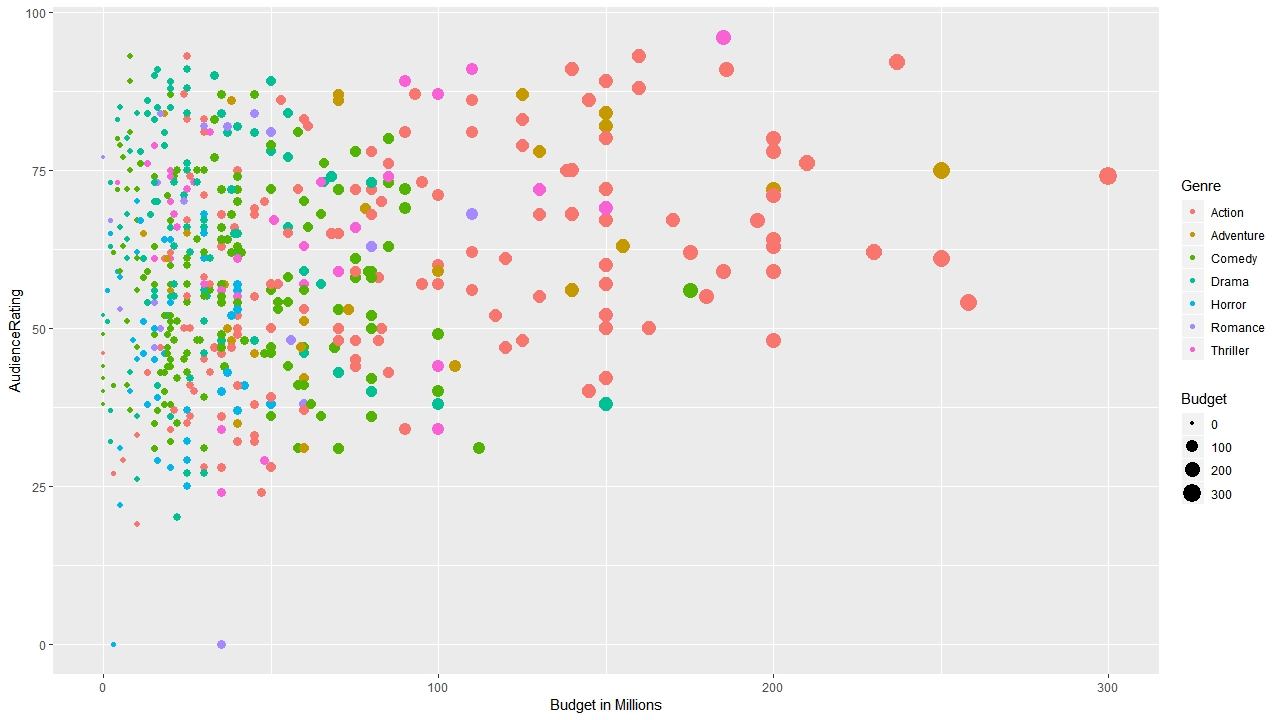 100
75
50
25
0
AudienceRating
0
100
200
300
Budget in Millions
Genre
Action
Adventure
Comedy
Drama
Horror
Romance
Thriller
Budget
0
100
200
300